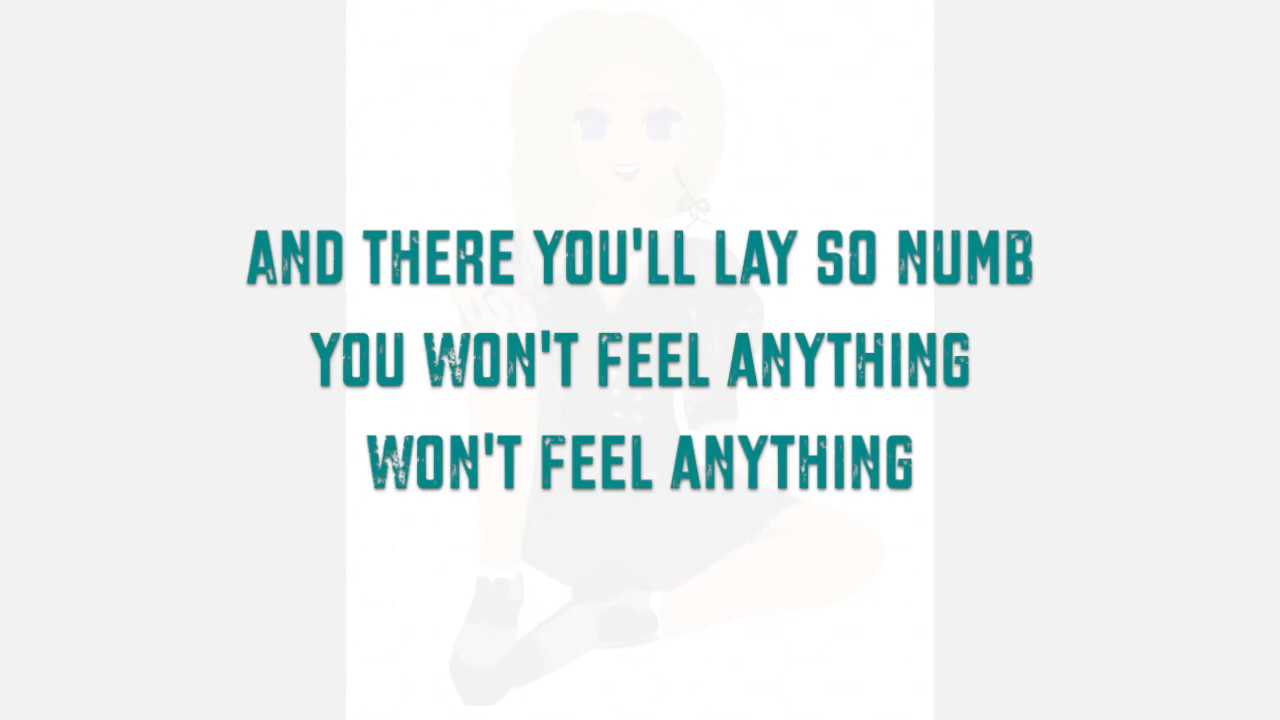 AND THERE YOU'LL LAY SO NUMB
YOU WON'T FEEL ANYTHING
WON'T FEEL ANYTHING